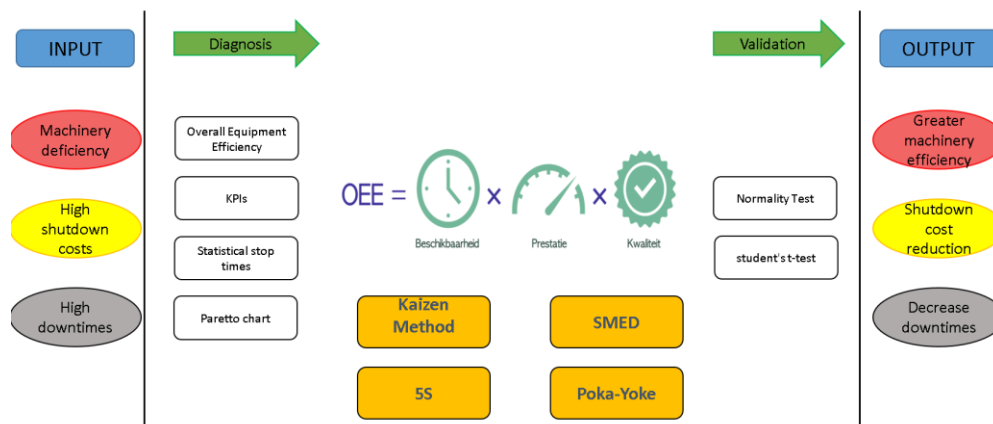 INPUT
Diagnosis
Validation
OUTPUT
Machinery
deficiency
High
shutdown
costs
High
downtimes
Overall Equipment
Efficiency
KPIs
Statistical stop
times
Paretto chart
OEE = × ×
Beschikbaarheid
Prestatie
Kwaliteit
Kaizen
Method
SMED
5S
Poka-Yoke
Normality Test
student's t-test
Greater
machinery
efficiency
Shutdown
cost
reduction
Decrease
downtimes